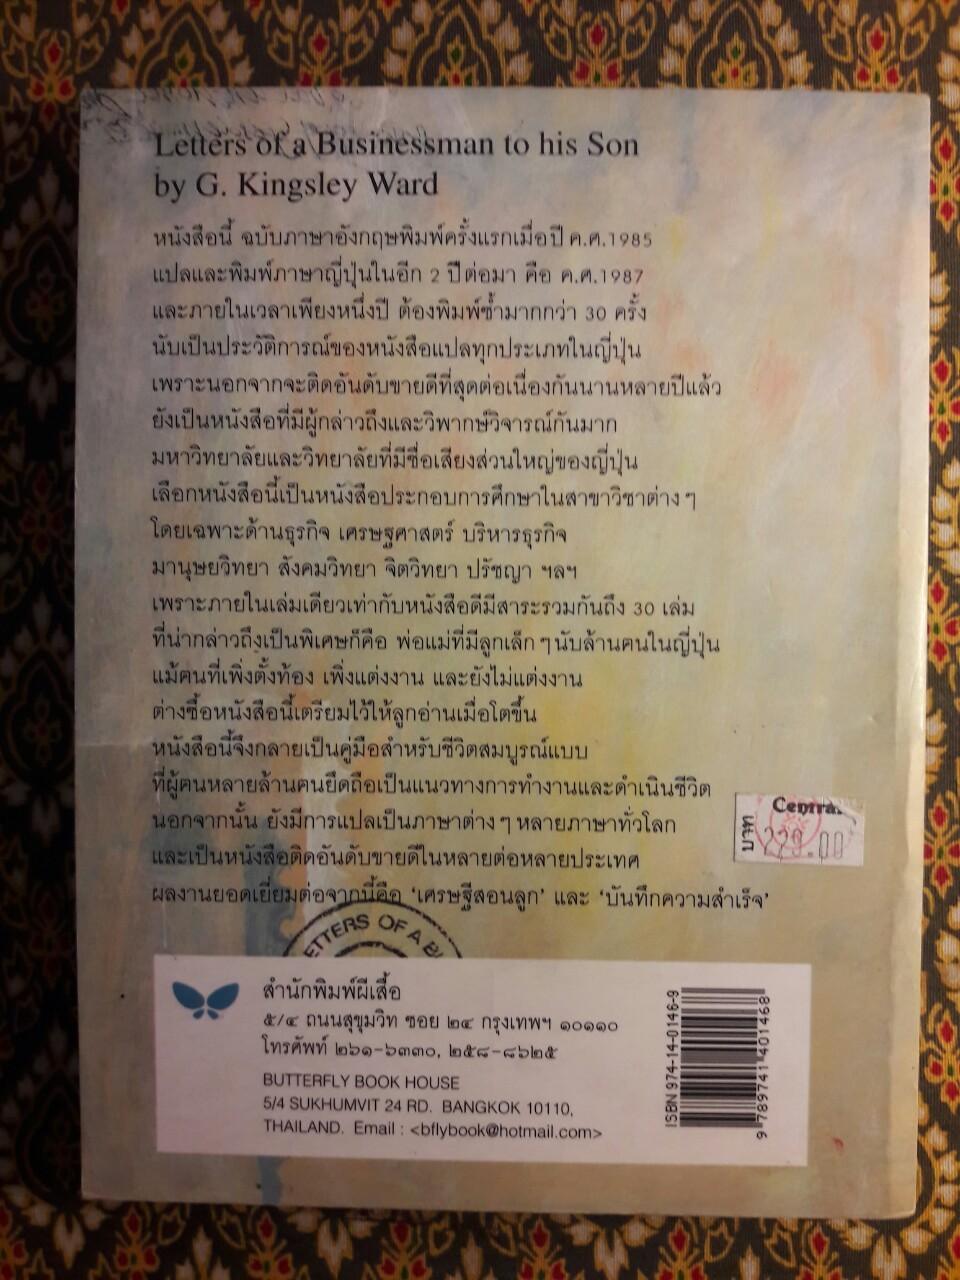 Letters of a Businessman to his Son
by G. Kingsley Ward
หนังสือนี้ ฉบับภาษาอังกฤษพิมพ์ครั้งแรกเมื่อปี ค.ศ.1985
แปลและพิมพ์ภาษาญี่ปุ่นในอีก 2 ปีต่อมา คือ ค.ศ.1987
และภายในเวลาเพียงหนึ่งปี ต้องพิมพ์ซ้ำมากกว่า 30 ครั้ง
นับเป็นประวัติการณ์ของหนังสือแปลทุกประเภทในญี่ปุ่น
เพราะนอกจากจะติดอันดับขายดีที่สุดต่อเนื่องกันนานหลายปีแล้ว
ยังเป็นหนังสือที่มีผู้กล่าวถึงและวิพากษ์วิจารณ์กันมาก
มหาวิทยาลัยและวิทยาลัยที่มีชื่อเสียงส่วนใหญ่ของญี่ปุ่น
เลือกหนังสือนี้เป็นหนังสือประกอบการศึกษาในสาขาวิชาต่าง ๆ
โดยเฉพาะด้านธุรกิจ เศรษฐศาสตร์ บริหารธุรกิจ
มานุษยวิทยา สังคมวิทยา จิตวิทยา ปรัชญา ฯลฯ
เพราะภายในเล่มเดียวเท่ากับหนังสือดีมีสาระรวมกันถึง 30 เล่ม
ที่น่ากล่าวถึงเป็นพิเศษก็คือ พ่อแม่ที่มีลูกเล็ก ๆ นับล้านคนในญี่ปุ่น
แม้คนที่เพิ่งตั้งท้อง เพิ่งแต่งงาน และยังไม่แต่งงาน
ต่างซื้อหนังสือนี้เตรียมไว้ให้ลูกอ่านเมื่อโตขึ้น
หนังสือนี้จึงกลายเป็นคู่มือสำหรับชีวิตสมบูรณ์แบบ
ที่ผู้คนหลายล้านคนยึดถือเป็นแนวทางการทำงานและดำเนินชีวิต
นอกจากนั้น ยังมีการแปลเป็นภาษาต่าง ๆ หลายภาษาทั่วโลก
และเป็นหนังสือติดอันดับขายดีในหลายต่อหลายประเทศ
ผลงานยอดเยี่ยมต่อจากนี้คือ ‘เศรษฐีสอนลูก’ และ ‘บันทึกความสำเร็จ’
Central
บาท 229.00
LETTERS OF A BU
สำนักพิมพ์ผีเสื้อ
๕/๔ ถนนสุขุมวิท ซอย ๒๔ กรุงเทพฯ ๑๐๑๑๐
โทรศัพท์ ๒๖๑-๖๓๓๐, ๒๕๘-๘๖๒๕
BUTTERFLY BOOK HOUSE
5/4 SUKHUMVIT 24 RD. BANGKOK 10110,
THAILAND. Email : <bflybook@hotmail.com>
ISBN 974-14-0146-9
9 789741 401468